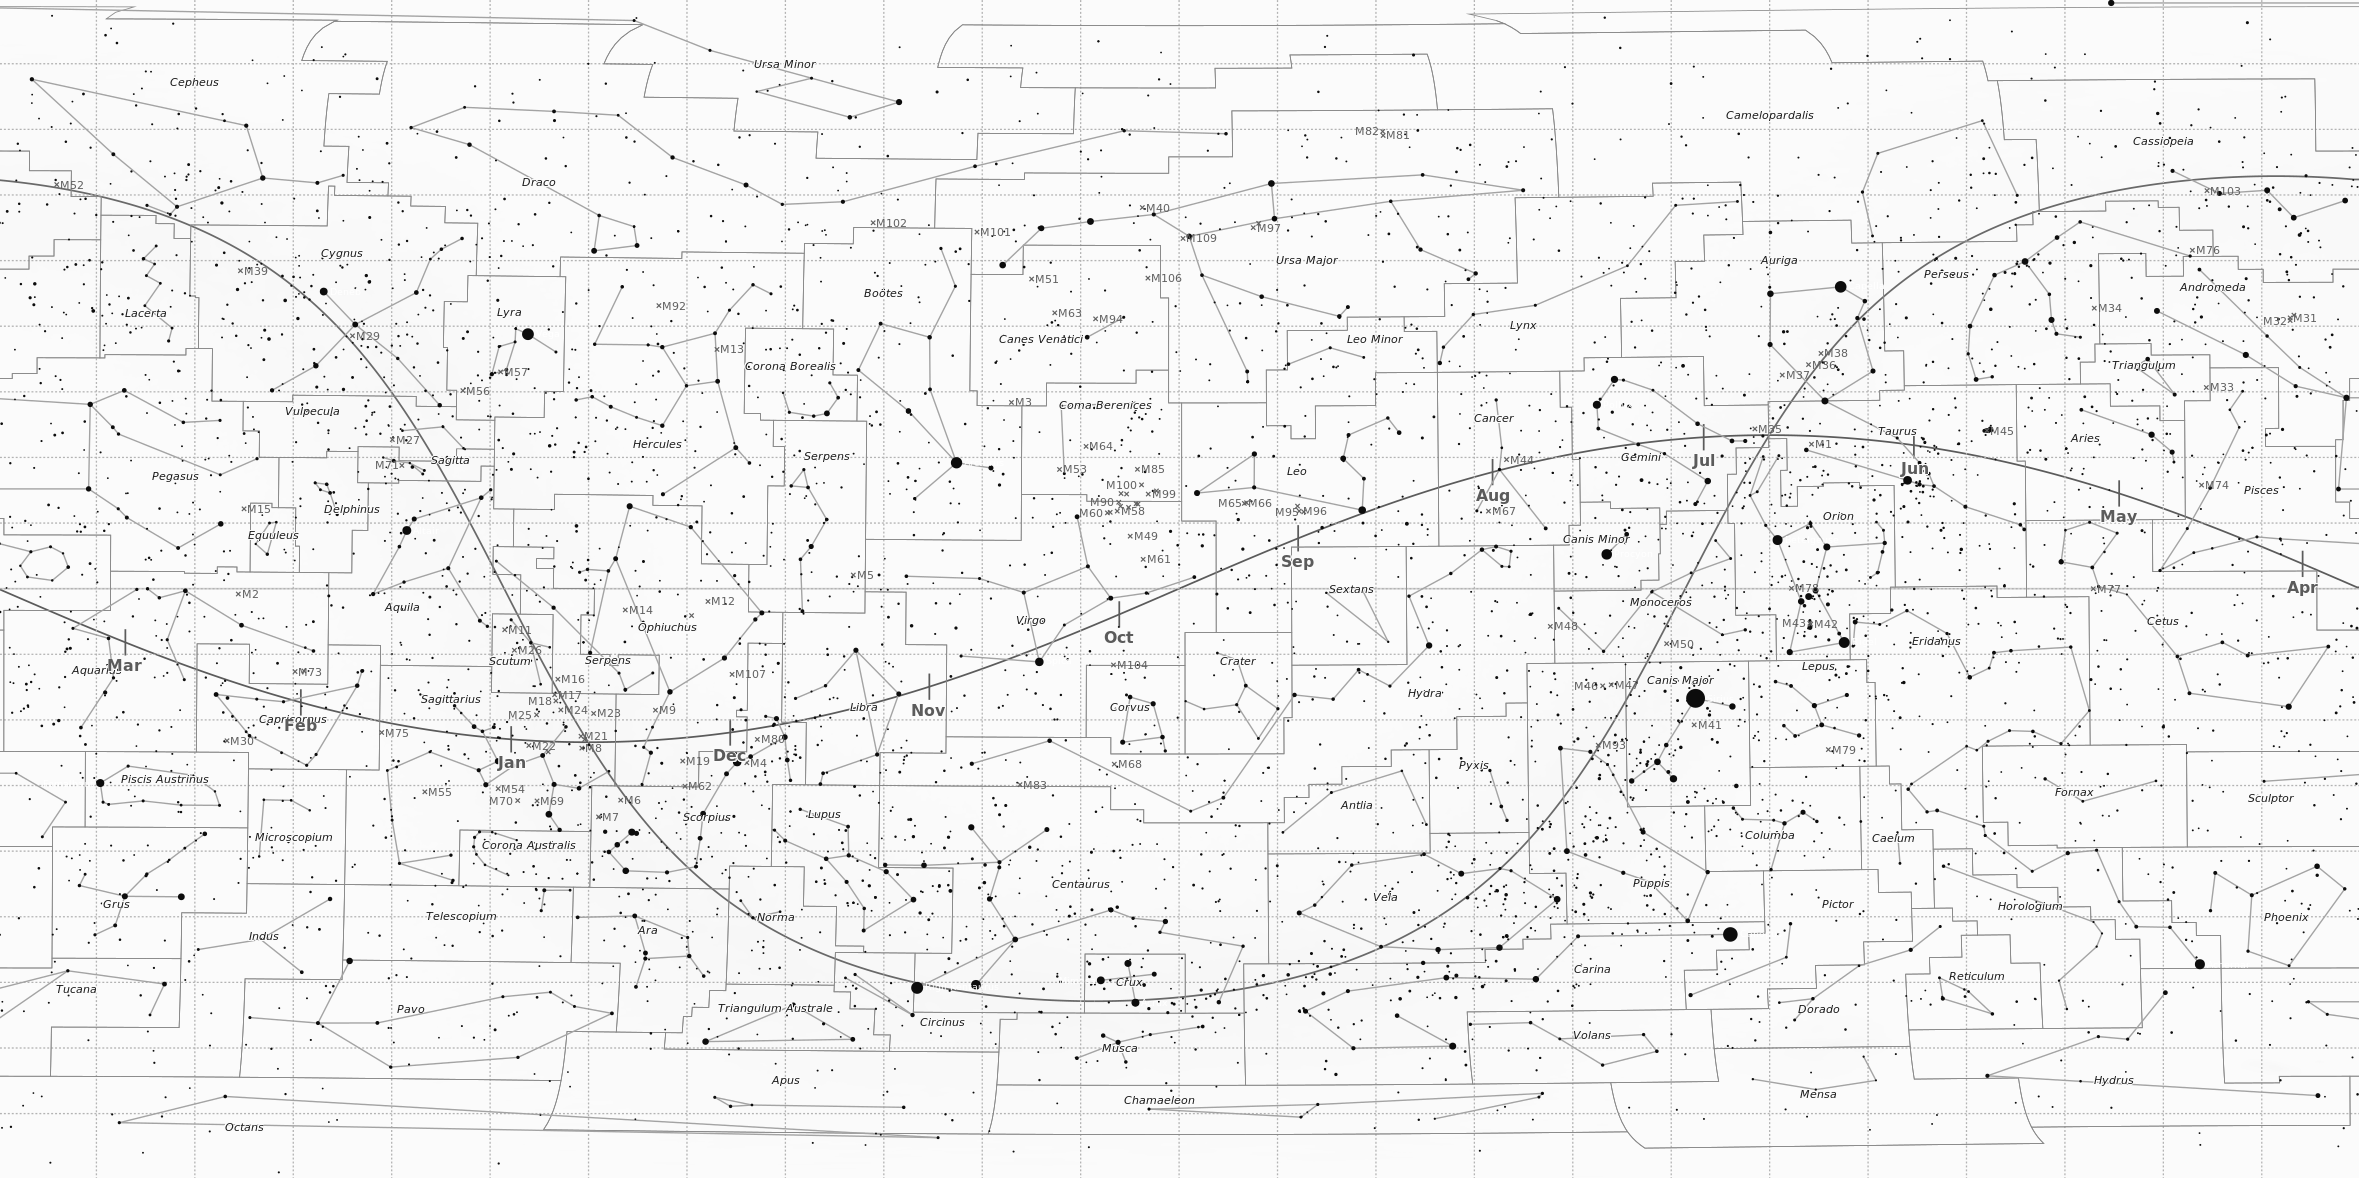 Ursa Minor
Cepheus
Camelopardalis
M82 M81
Cassiopeia
Draco
M52
M103
M40
M102
M101
M97
M109
Cygnus
M76
Ursa Major
Auriga
Perseus
M39
M51
M106
Andromeda
Boötes
M92
M34
Lacerta
Lyra
M63
M94
M32 M31
Lynx
M29
Canes Venatici
Leo Minor
M13
M38
Corona Borealis
M36
Triangulum
M57
M37
M56
M33
M3
Coma Berenices
Vulpecula
Cancer
M35
Taurus
M45
M27
Hercules
M64
M1
Aries
Serpens
Gemini
Jul
Sagitta
M44
M71
M53
M85
Leo
Jun
Pegasus
M100
M74
Pisces
M99
Aug
M90
M65 M66
M15
Delphinus
M60
M58
M95 M96
M67
Orion
May
Equuleus
M49
Canis Minor
M61
Sep
M5
M78
M77
Apr
M2
Sextans
Aquila
M12
Monoceros
M14
Virgo
M43 M42
Cetus
M11
Ophiuchus
M48
Oct
Eridanus
M26
M50
Scutum
Serpens
Crater
Mar
Aquarius
M104
Lepus
M73
M107
M16
Canis Major
M46 M47
Hydra
M17
Sagittarius
M18
Libra
Corvus
M24
M9
Nov
M25
M23
Capricornus
Feb
M41
M75
M21
M30
M80
M22
M8
M93
M79
Dec
Jan
M19
M4
M68
Pyxis
Piscis Austrinus
M62
M83
M54
M55
Fornax
M70
M69
M6
Sculptor
Antlia
M7
Scorpius
Lupus
Microscopium
Columba
Caelum
Corona Australis
Centaurus
Puppis
Vela
Grus
Pictor
Horologium
Telescopium
Norma
Phoenix
Ara
Indus
Carina
Reticulum
Crux
Tucana
Pavo
Triangulum Australe
Dorado
Circinus
Volans
Musca
Apus
Hydrus
Mensa
Chamaeleon
Octans